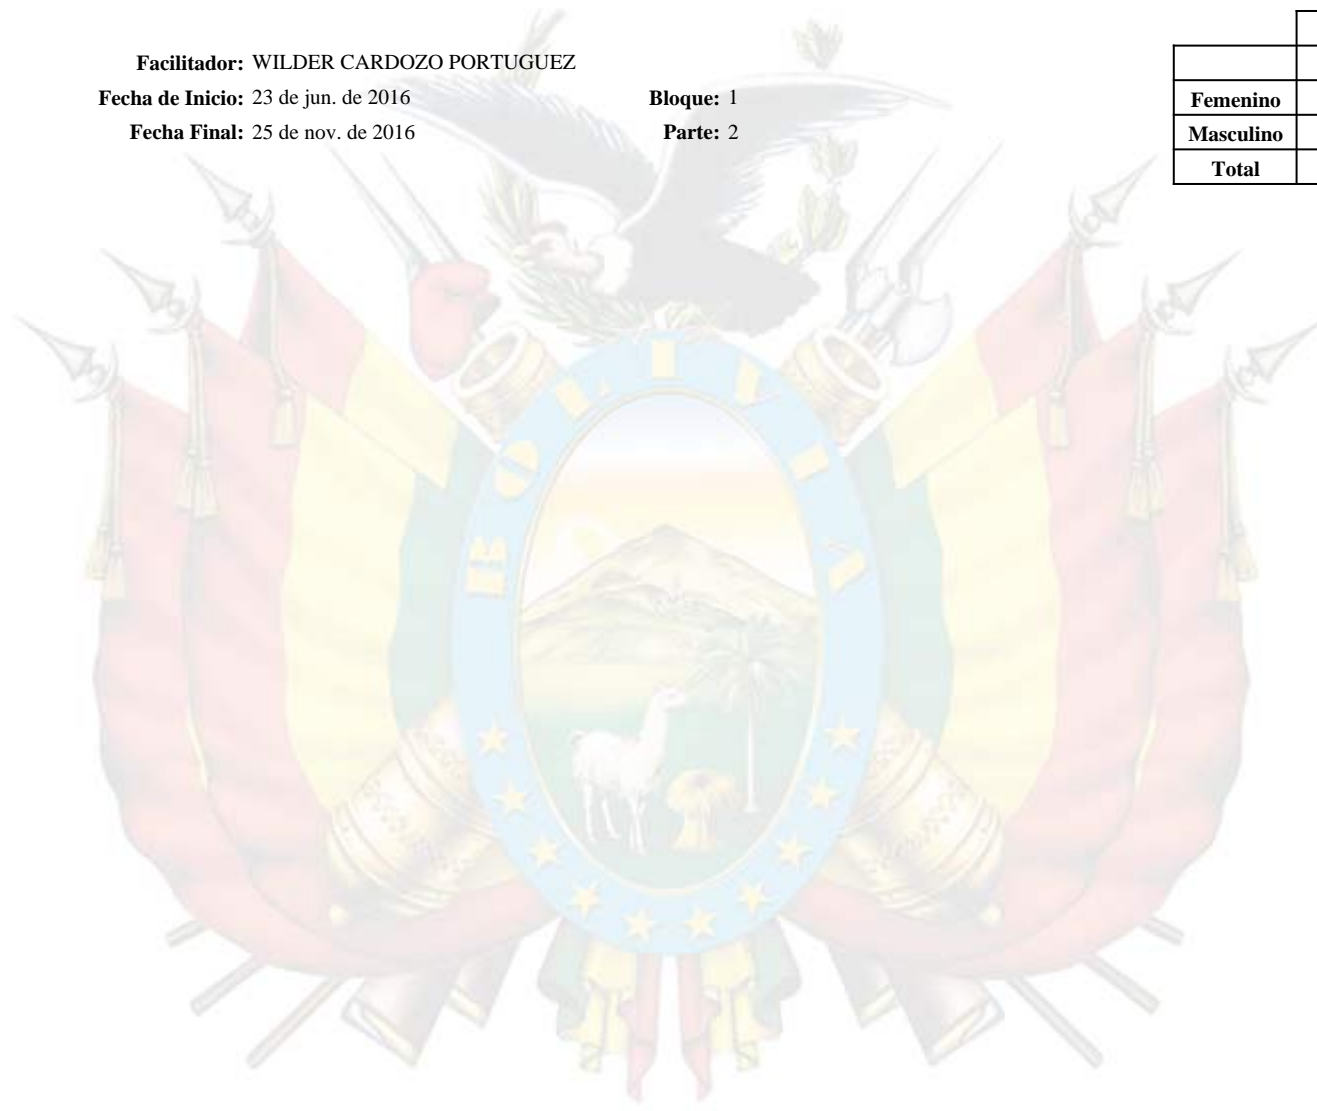 Facilitador: WILDER CARDOZO PORTUGUEZ
Fecha de Inicio: 23 de jun. de 2016 Bloque: 1
Fecha Final: 25 de nov. de 2016 Parte: 2
Femenino
Masculino
Total
BOLIVIA